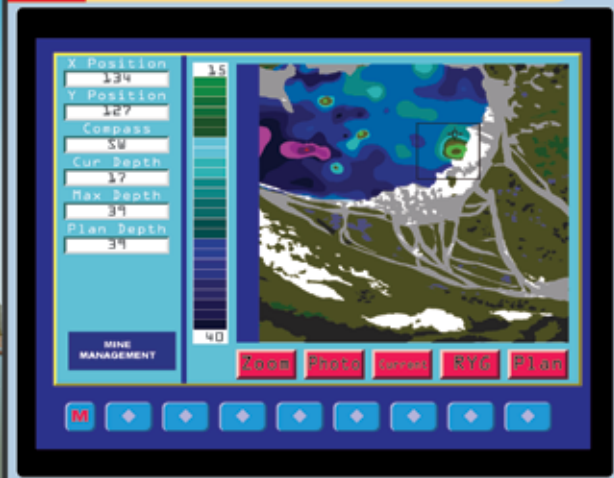 X Position
134
Y Position
127
Compass
SW
Cur Depth
17
Max Depth
39
Plan Depth
39
MINE
MANAGEMENT
15
40
Zoom
Photo
Current
RYG
Plan
M